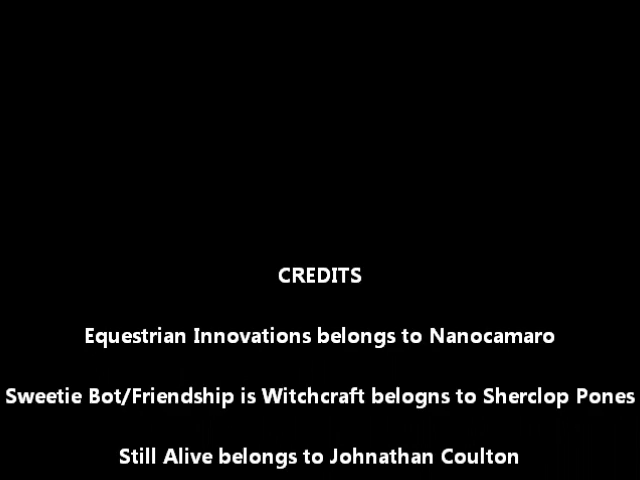 CREDITS
Equestrian Innovations belongs to Nanocamaro
Sweetie Bot/Friendship is Witchcraft belogns to Sherclop Pones
Still Alive belongs to Johnathan Coulton